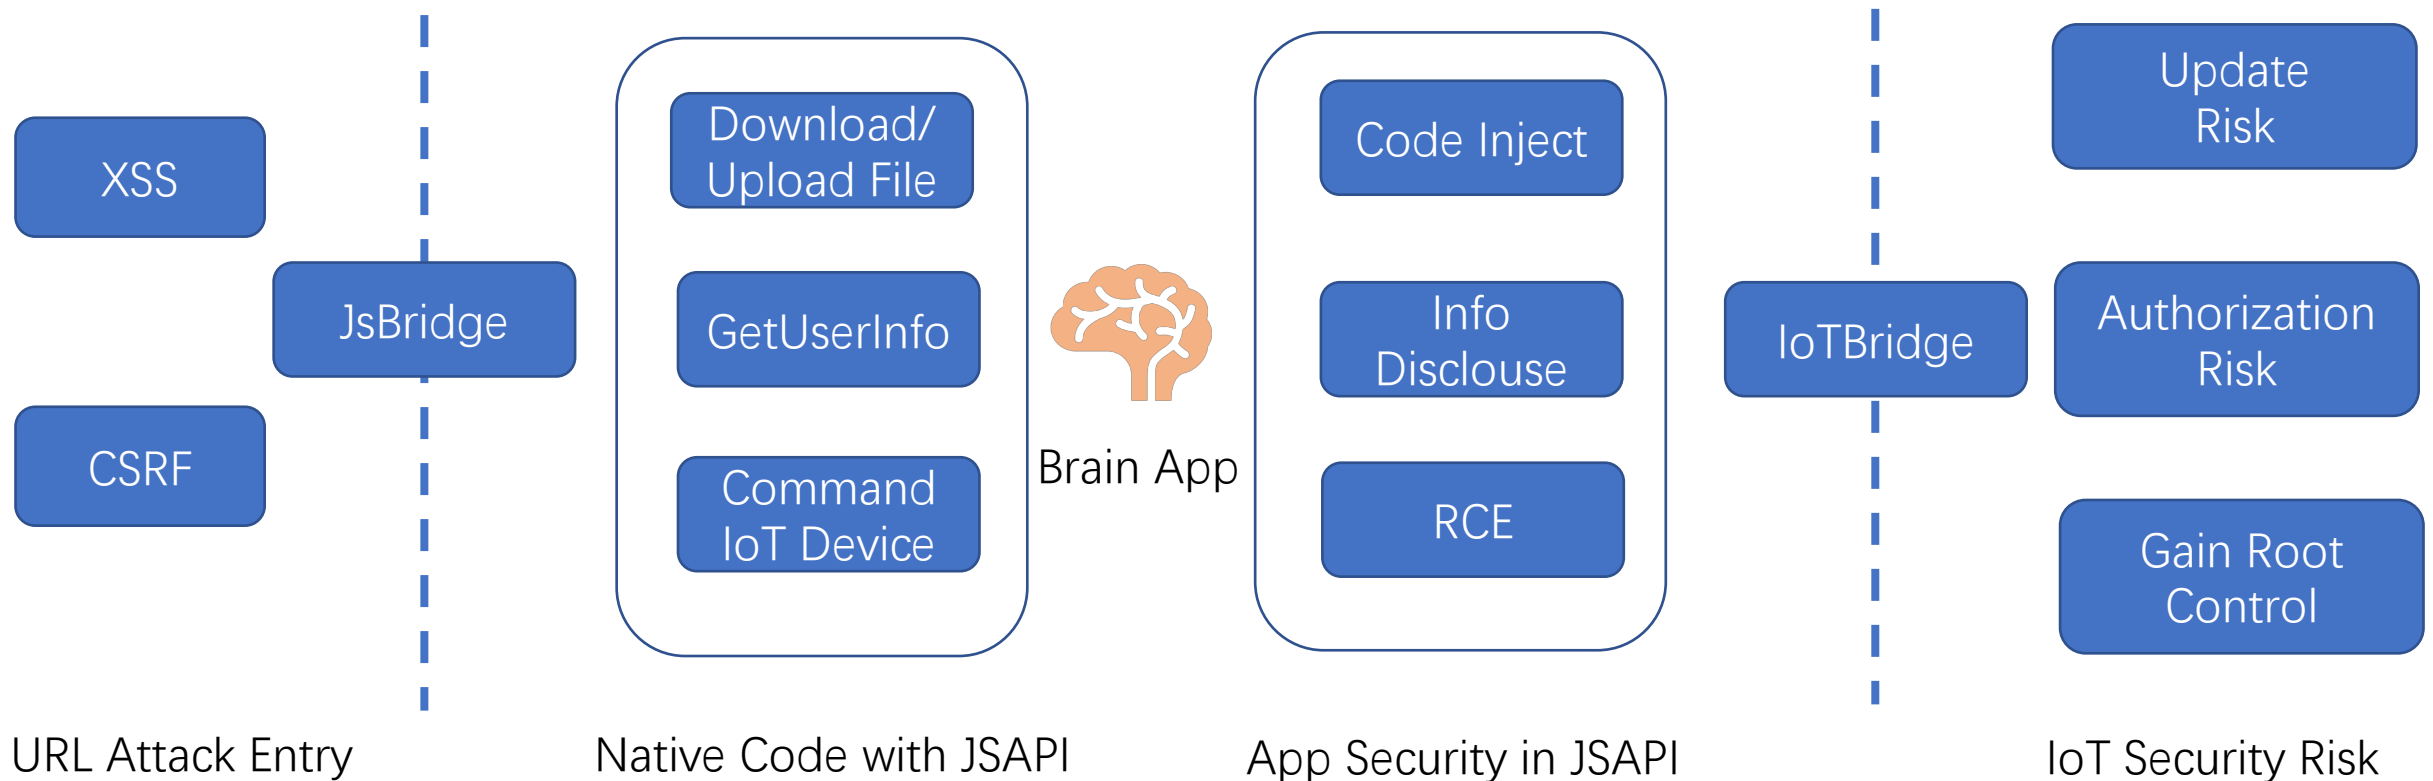 XSS
CSRF
JsBridge
Download/
Upload File
GetUserInfo
Command
IoT Device
Brain App
Code Inject
Info
Disclouse
RCE
IoTBridge
Update
Risk
Authorization
Risk
Gain Root
Control
URL Attack Entry
Native Code with JSAPI
App Security in JSAPI
IoT Security Risk